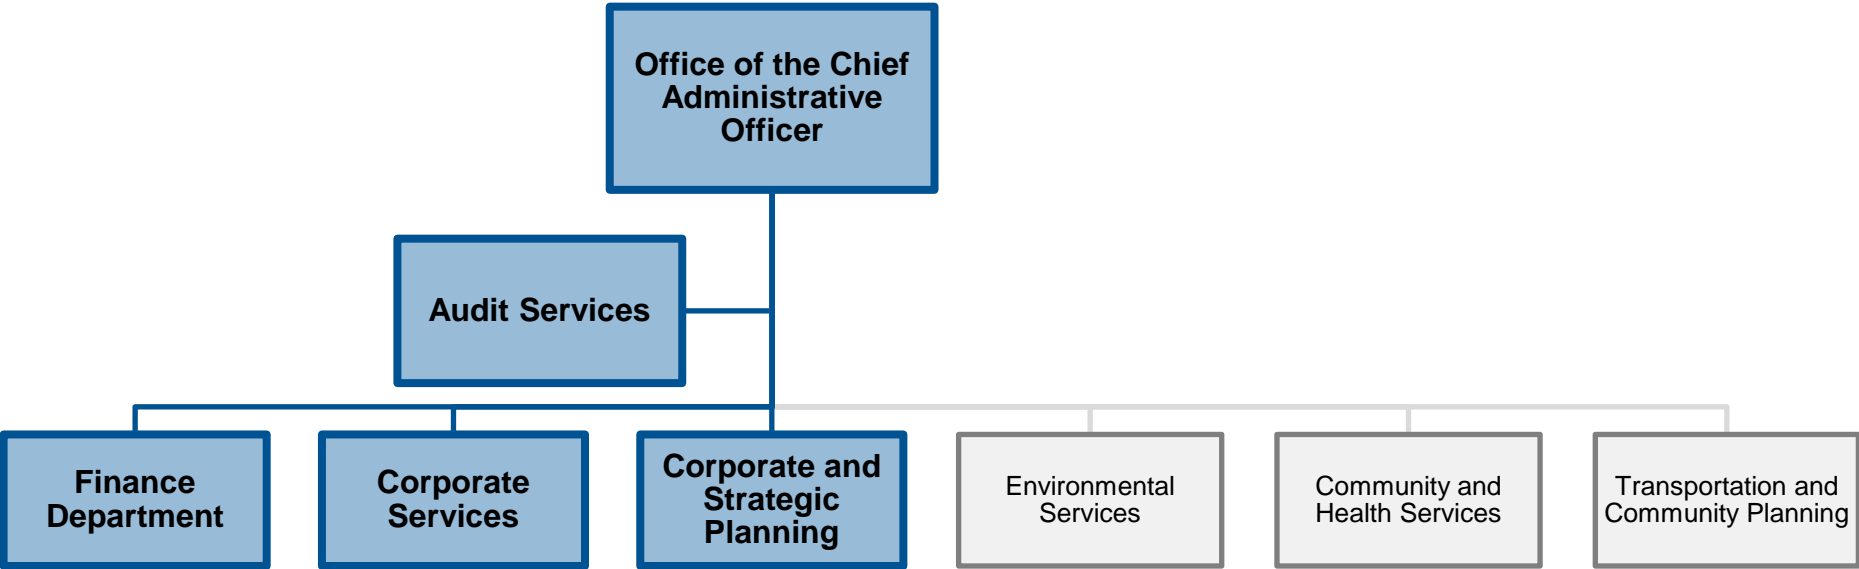 Office of the Chief
Administrative
Officer
Audit Services
Finance
Department
Corporate
Services
Corporate and
Strategic
Planning
Environmental
Services
Community and
Health Services
Transportation and
Community Planning